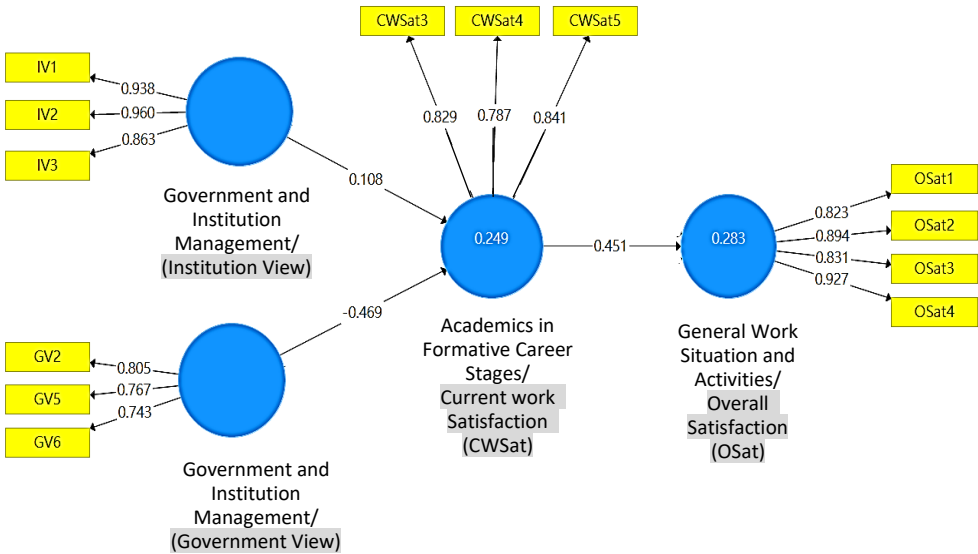 CWSat3
CWSat4
CWSat5
IV1
IV2
IV3
0.938
0.960
0.863
0.829
0.787
0.841
0.108
Government and
Institution
Management/
(Institution View)
0.249
0.451
0.283
OSat1
OSat2
OSat3
OSat4
0.823
0.894
0.831
0.927
-0.469
GV2
GV5
GV6
0.805
0.767
0.743
Academics in
Formative Career
Stages/
Current work
Satisfaction
(CWSat)
General Work
Situation and
Activities/
Overall
Satisfaction
(OSat)
Government and
Institution
Management/
(Government View)